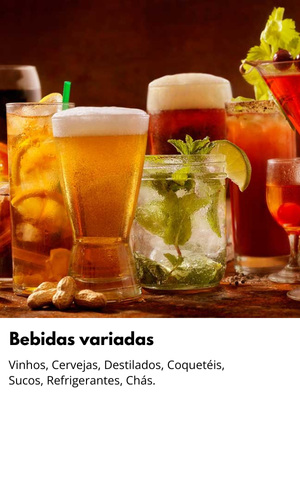 Bebidas variadas
Vinhos, Cervejas, Destilados, Coquetéis,
Sucos, Refrigerantes, Chás.